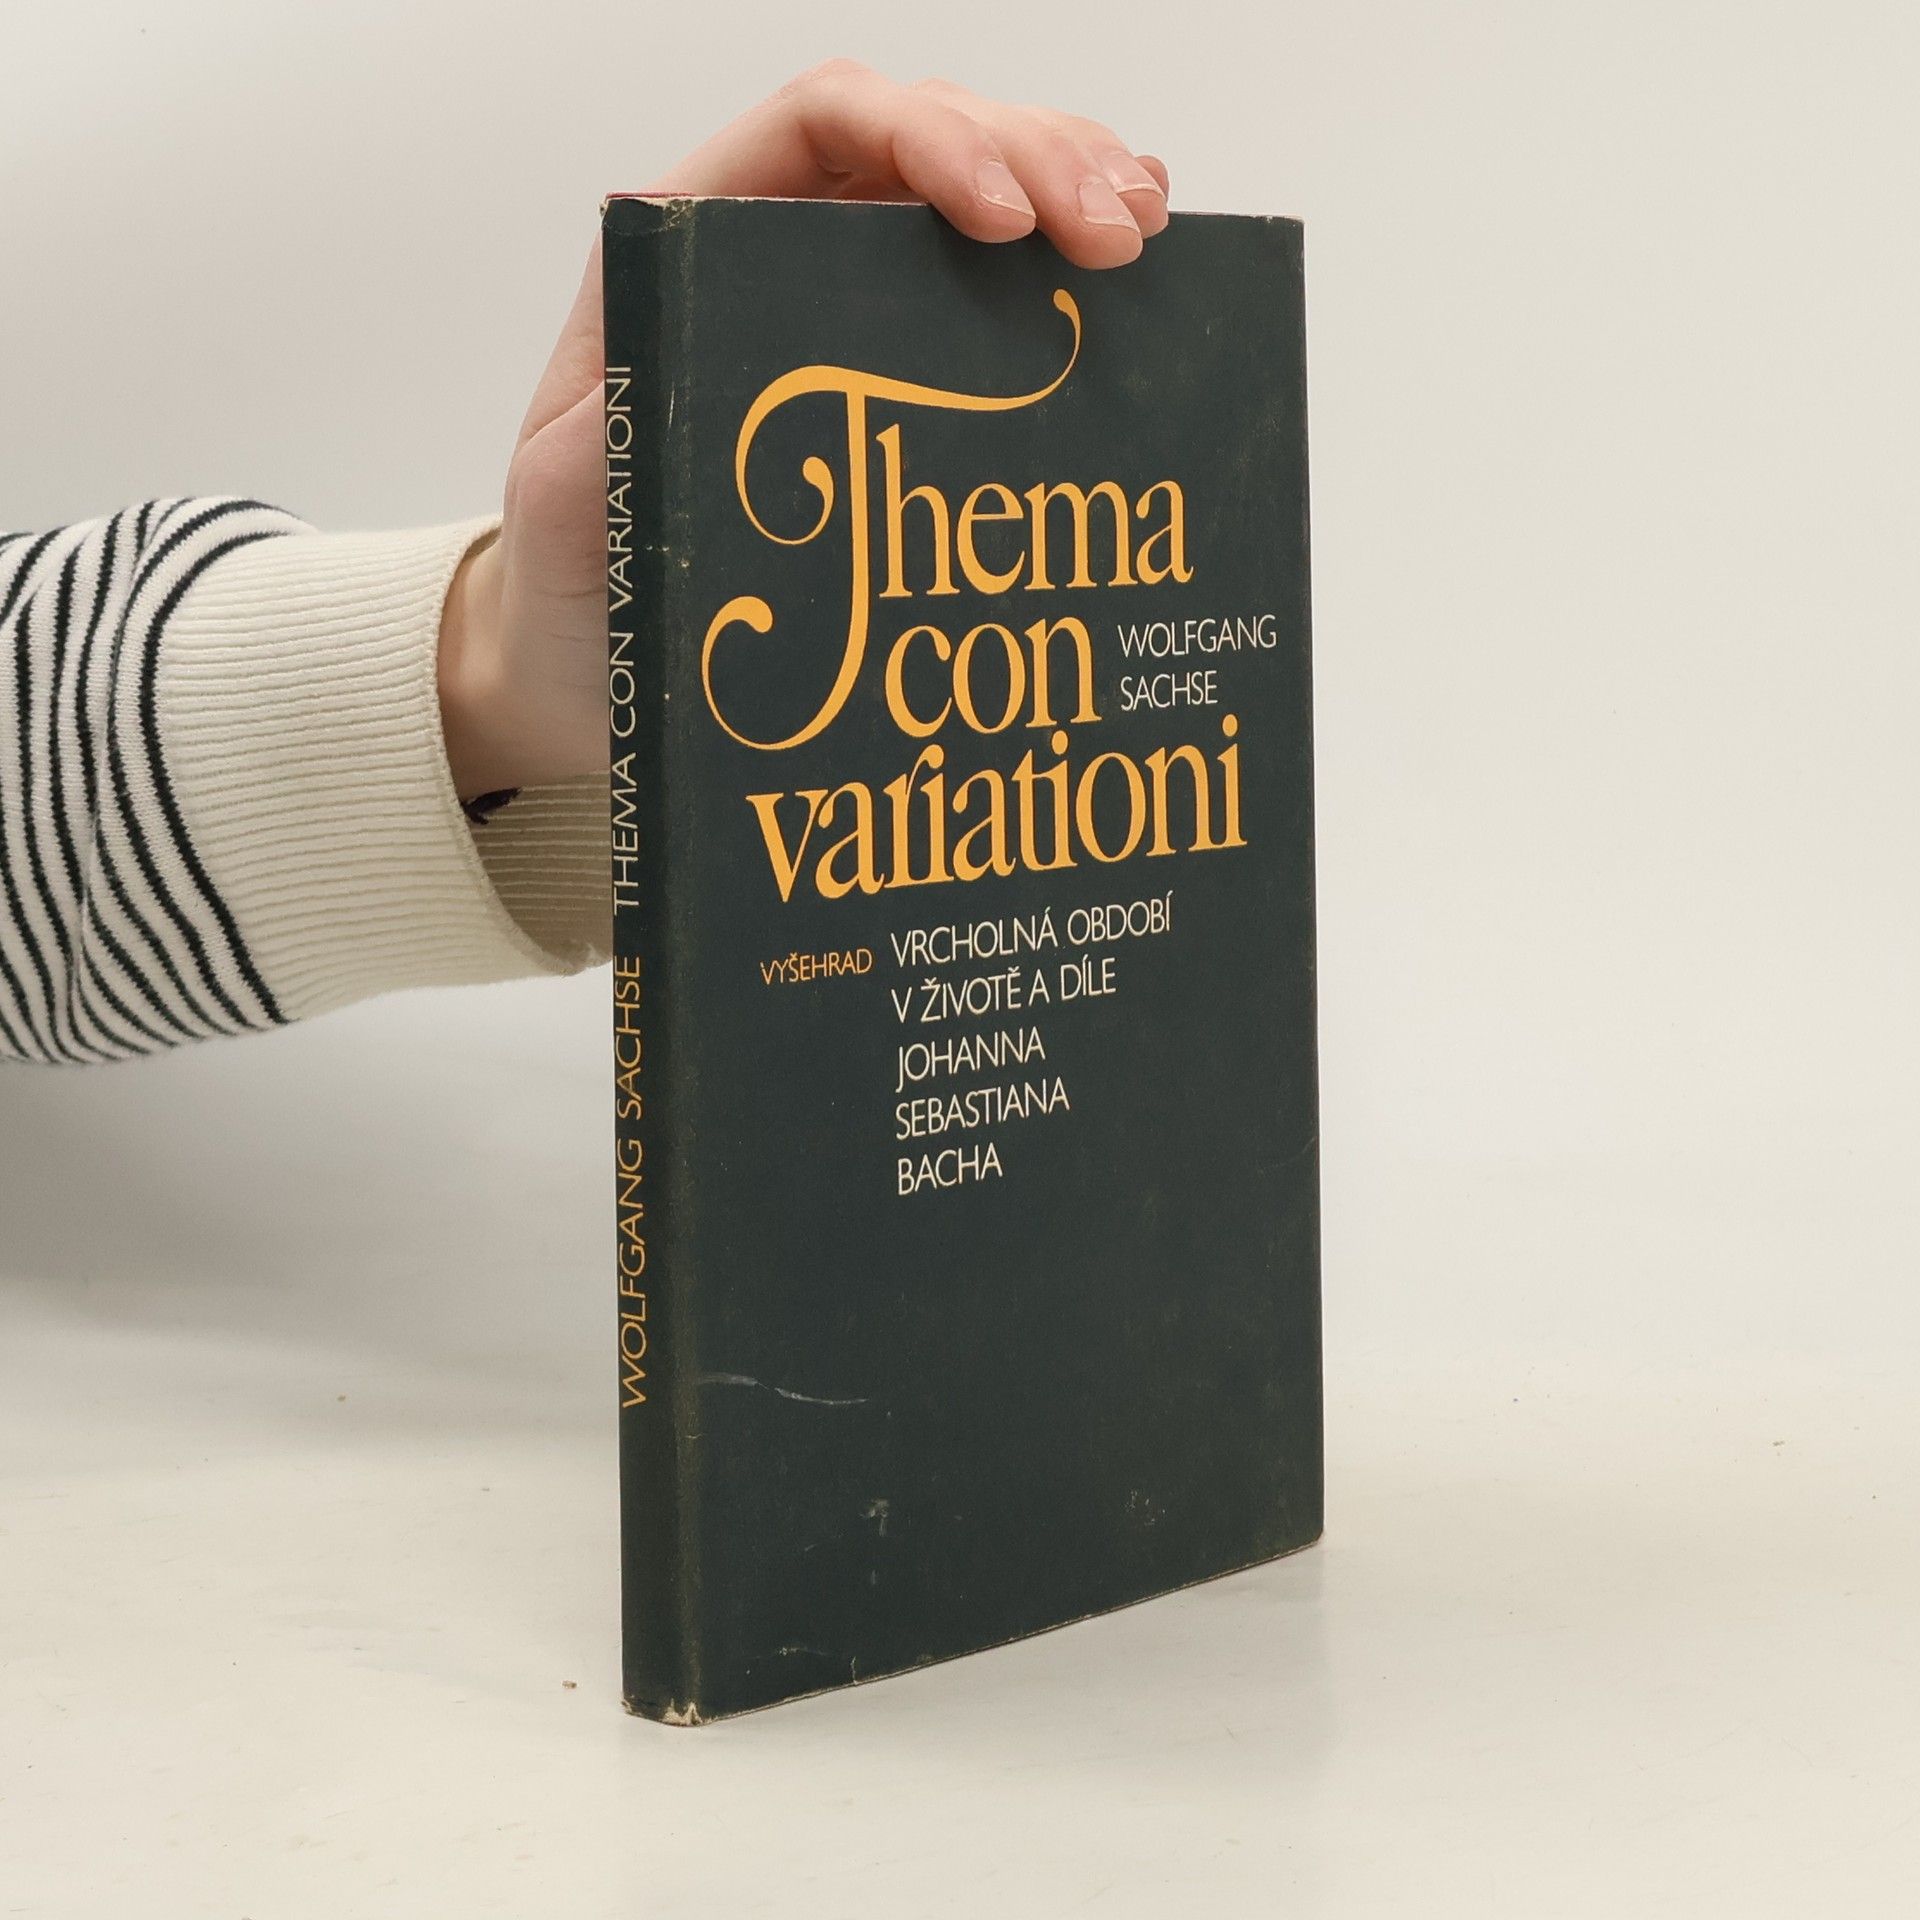 WOLFGANG SACHSE THEMA CON VARIATIONI
Thema
con
WOLFGANG
SACHSE
variationi
VYŠEHRAD
VRCHOLNÁ OBDOBÍ
V ŽIVOTĚ A DÍLE
JOHANNA
SEBASTIANA
BACHA